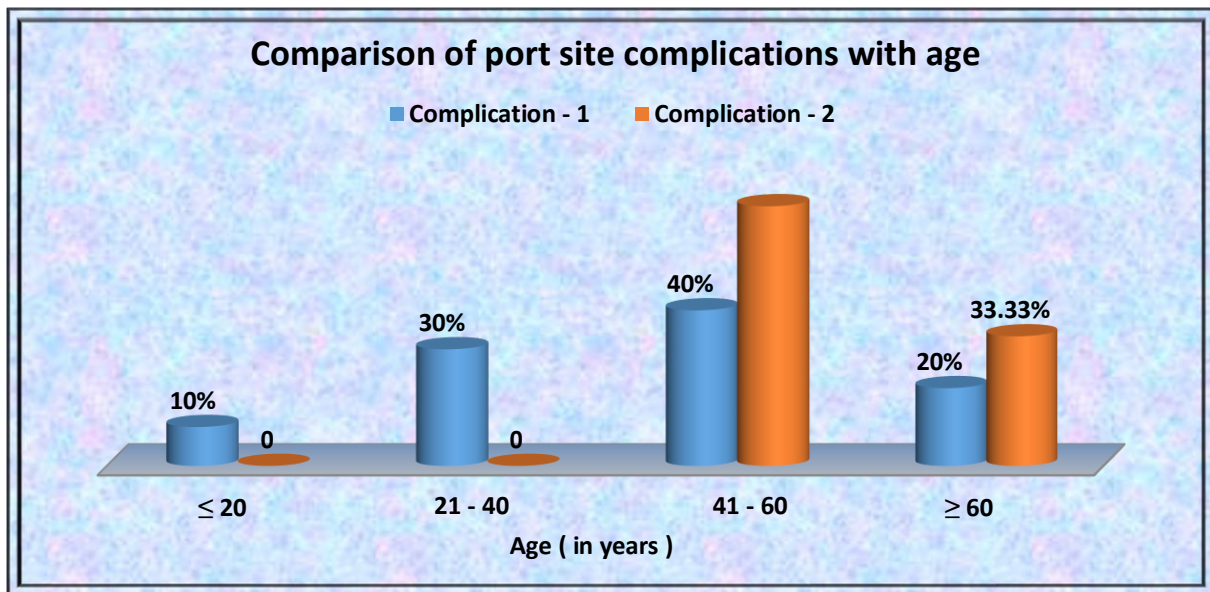 Comparison of port site complications with age
Complication - 1 Complication - 2
40%
30%
33.33%
20%
10%
0 0
≤ 20 21 - 40 41 - 60 ≥ 60
Age ( in years )